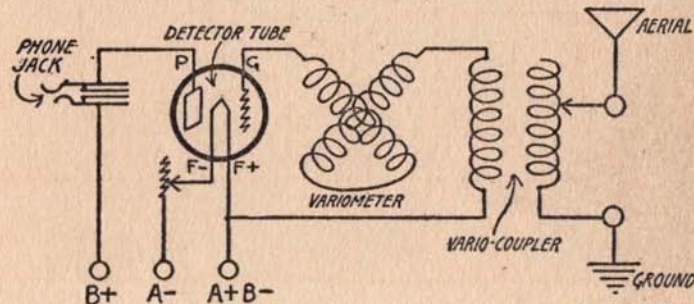 DETECTOR TUBE
PHONE
JACK
P
G
AERIAL
F-
F+
VARIOMETER
VARIO-COUPLER
B+
A-
A+B-
GROUND